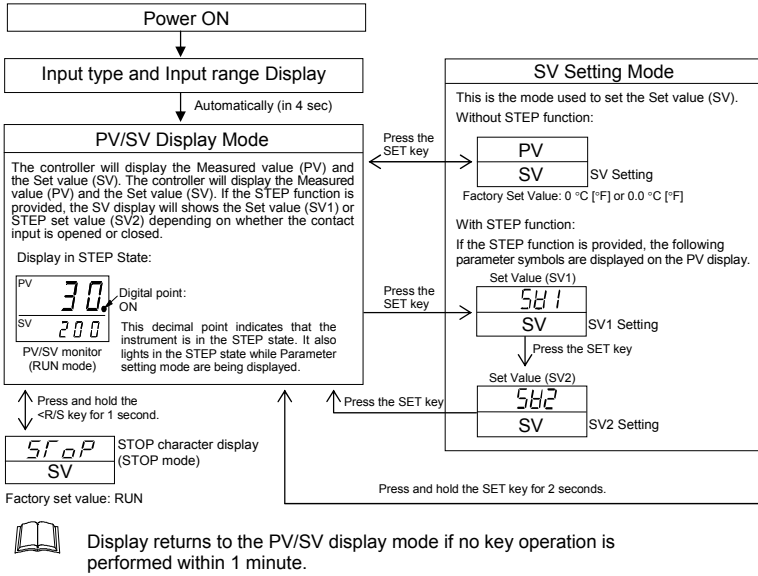 Power ON
Input type and Input range Display
Automatically (in 4 sec)
PV/SV Display Mode
The controller will display the Measured value (PV) and
the Set value (SV). The controller will display the Measured
value (PV) and the Set value (SV). If the STEP function is
provided, the SV display will shows the Set value (SV1) or
STEP set value (SV2) depending on whether the contact
input is opened or closed.
Display in STEP State:
PV
30.
SV
200
Digital point:
ON
This decimal point indicates that the
instrument is in the STEP state. It also
lights in the STEP state while Parameter
setting mode are being displayed.
PV/SV monitor
(RUN mode)
Press and hold the
<R/S key for 1 second.
SToP
SV
STOP character display
(STOP mode)
Factory set value: RUN
Press the
SET key
Press the
SET key
Press the SET key
Press and hold the SET key for 2 seconds.
SV Setting Mode
This is the mode used to set the Set value (SV).
Without STEP function:
PV
SV
SV Setting
Factory Set Value: 0 °C [°F] or 0.0 °C [°F]
With STEP function:
If the STEP function is provided, the following
parameter symbols are displayed on the PV display.
Set Value (SV1)
SV1
SV
SV1 Setting
Press the SET key
Set Value (SV2)
SV2
SV
SV2 Setting
Display returns to the PV/SV display mode if no key operation is
performed within 1 minute.